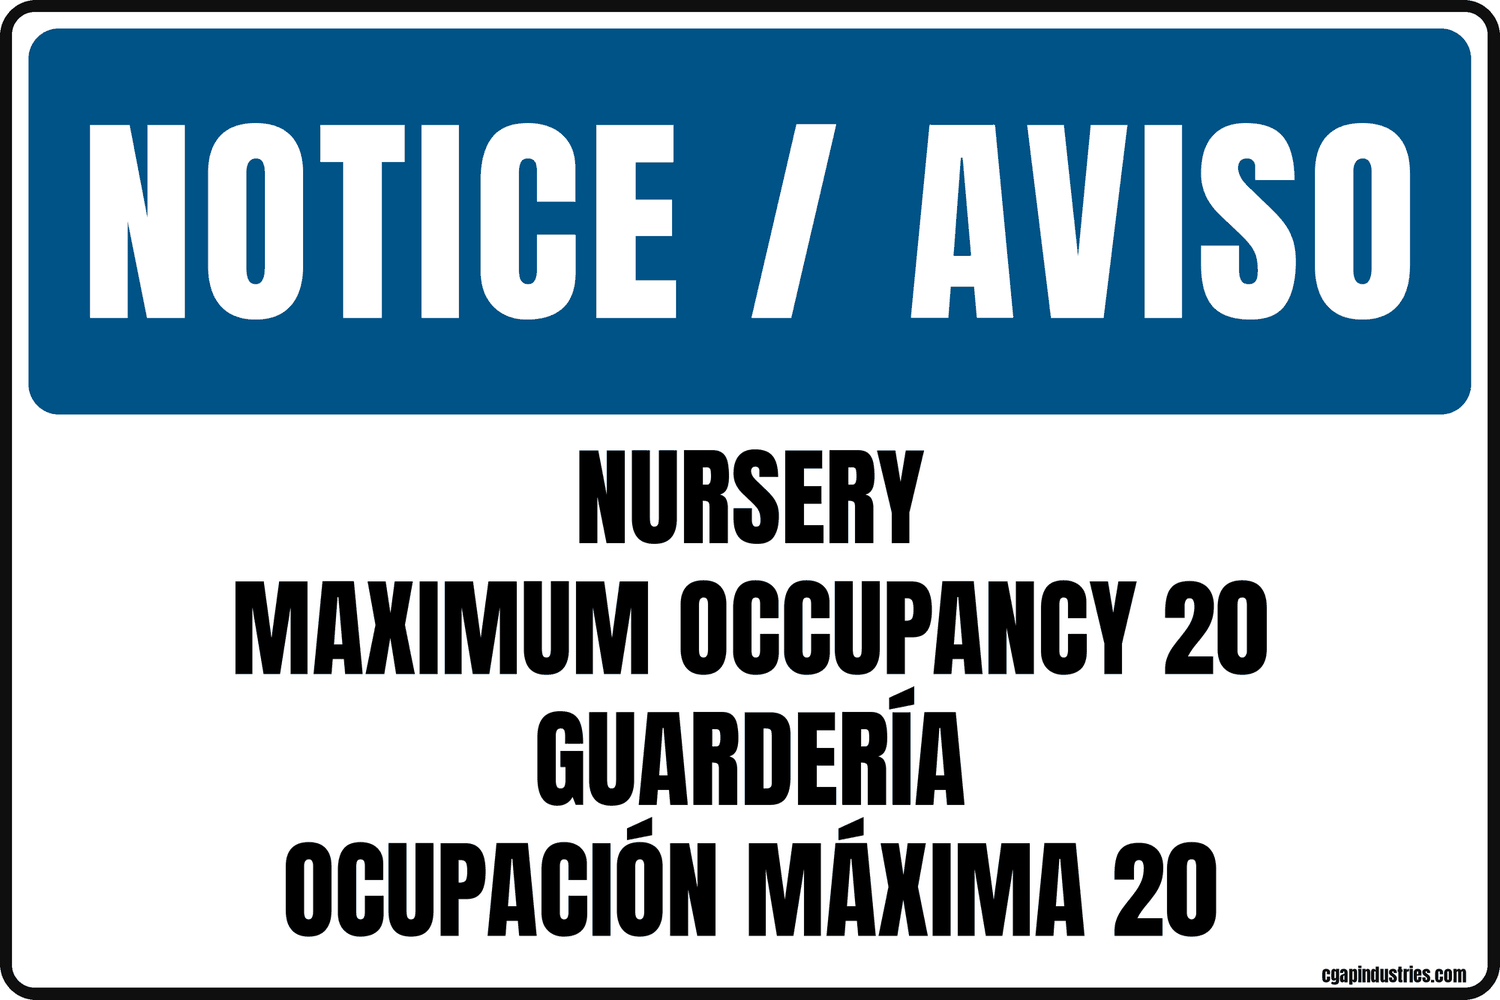 NOTICE / AVISO
NURSERY
MAXIMUM OCCUPANCY 20
GUARDERÍA
OCUPACIÓN MÁXIMA 20
cgapindustries.com